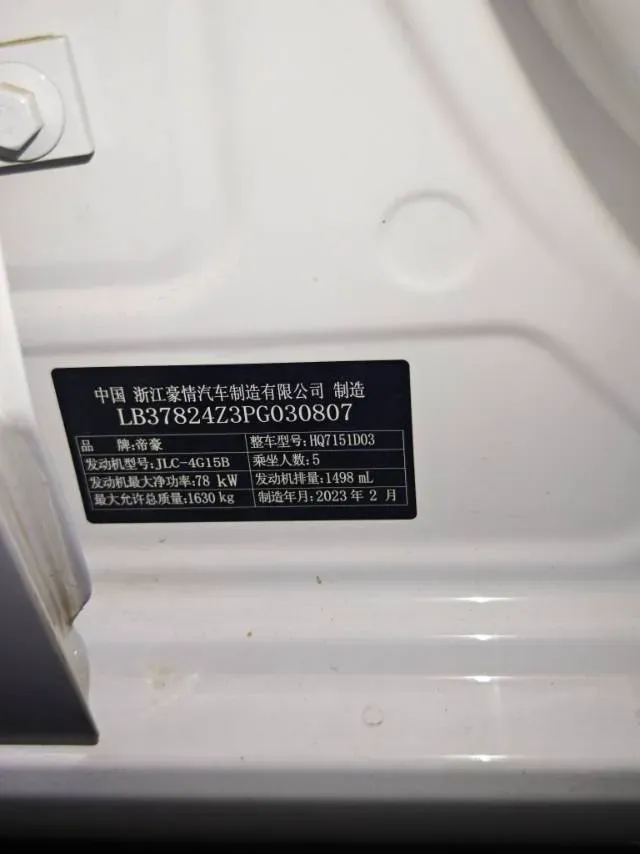 中国 浙江豪情汽车制造有限公司 制造
LB37824Z3PG030807
品 牌:帝豪 整车型号:HQ7151D03
发动机型号:JLC-4G15B 乘坐人数:5
发动机最大净功率:78 kW 发动机排量:1498 mL
最大允许总质量:1630 kg 制造年月:2023 年 2 月